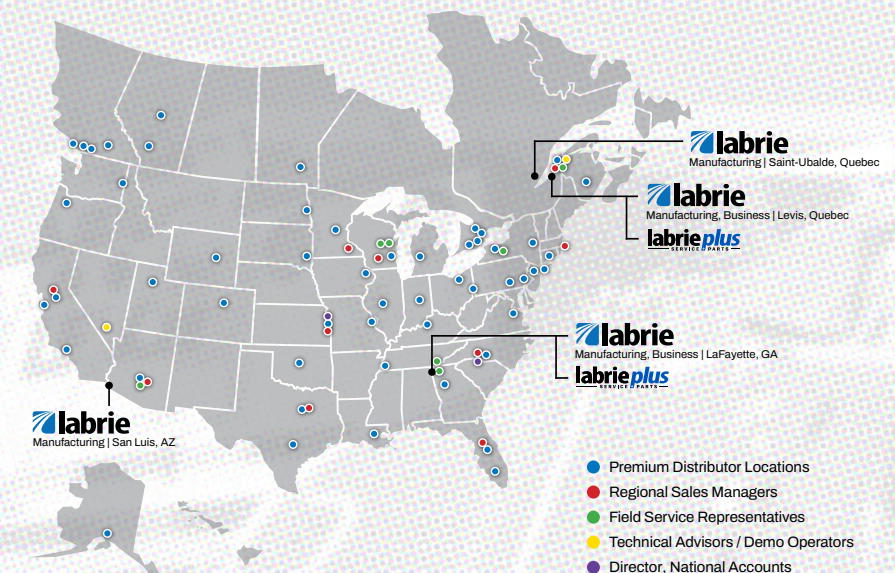 labrie
Manufacturing | Saint-Ubalde, Quebec
labrie
Manufacturing, Business | Levis, Quebec
labrieplus
SERVICE PARTS
labrie
Manufacturing, Business | LaFayette, GA
labrieplus
SERVICE PARTS
labrie
Manufacturing | San Luis, AZ
Premium Distributor Locations
Regional Sales Managers
Field Service Representatives
Technical Advisors / Demo Operators
Director, National Accounts